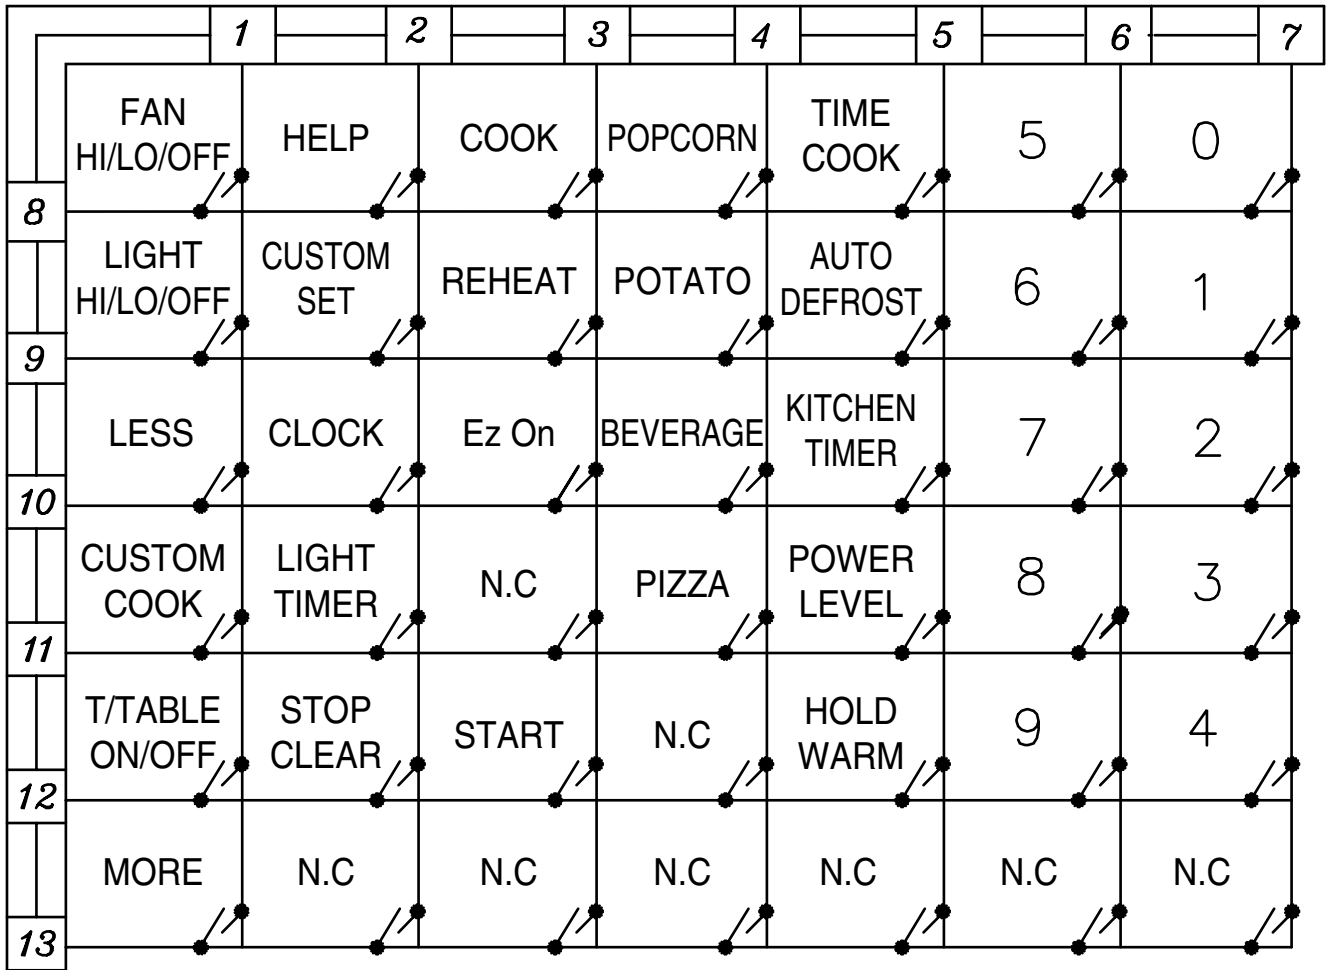 1 2 3 4 5 6 7
FAN
HI/LO/OFF
HELP
COOK
POPCORN
TIME
COOK
5
0
8
LIGHT
HI/LO/OFF
CUSTOM
SET
REHEAT
POTATO
AUTO
DEFROST
6
1
9
LESS
CLOCK
Ez On
BEVERAGE
KITCHEN
TIMER
7
2
10
CUSTOM
COOK
LIGHT
TIMER
N.C
PIZZA
POWER
LEVEL
8
3
11
T/TABLE
ON/OFF
STOP
CLEAR
START
N.C
HOLD
WARM
9
4
12
MORE
N.C
N.C
N.C
N.C
N.C
N.C
13